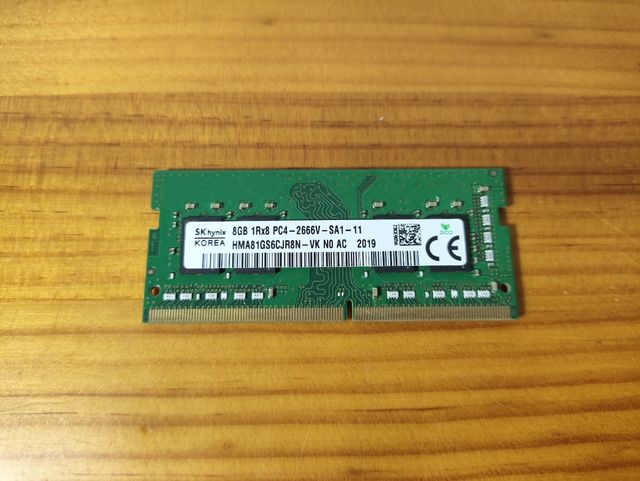 SK hynix 8GB 1Rx8 PC4-2666V-SA1-11
KOREA HMA81GS6CJR8N-VK N0 AC 2019
CE